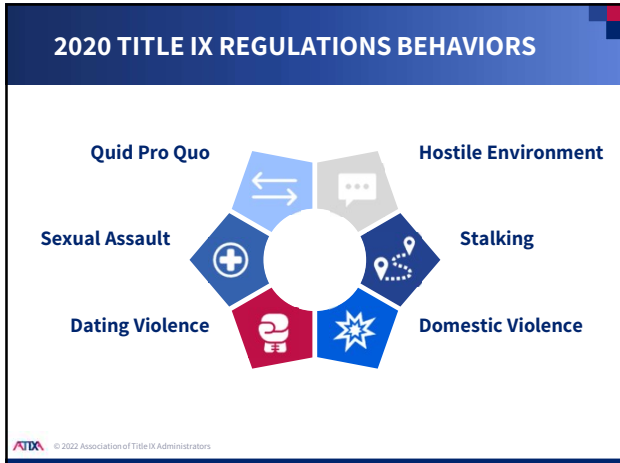 2020 TITLE IX REGULATIONS BEHAVIORS
Quid Pro Quo
Hostile Environment
Sexual Assault
Stalking
Dating Violence
Domestic Violence
ATIXA © 2022 Association of Title IX Administrators